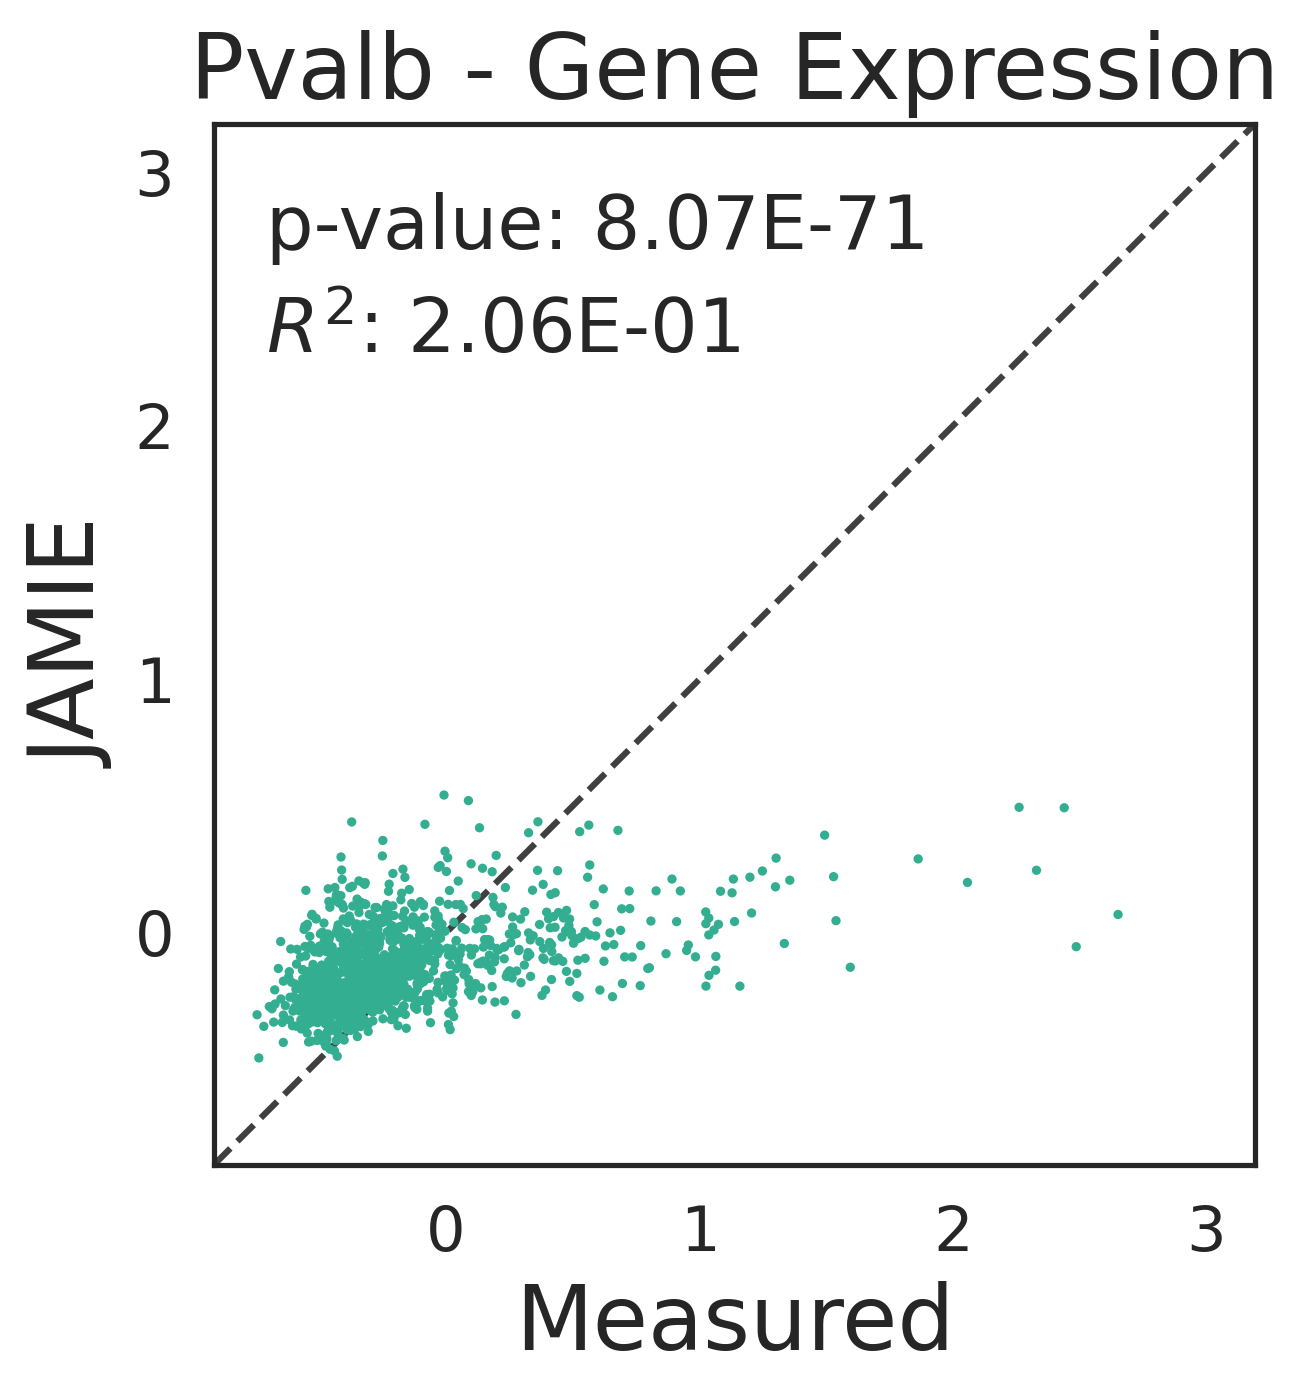 Pvalb - Gene Expression
p-value: 8.07E-71
R²: 2.06E-01
3
2
1
0
JAMIE
0 1 2 3
Measured